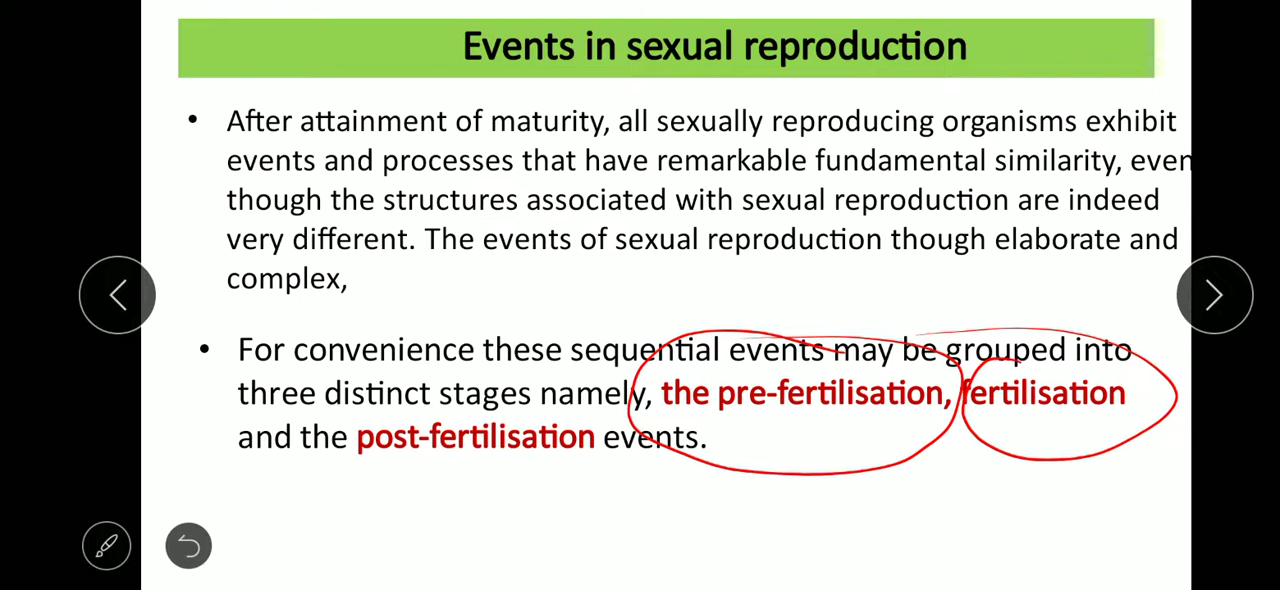 Events in sexual reproduction
• After attainment of maturity, all sexually reproducing organisms exhibit
events and processes that have remarkable fundamental similarity, even
though the structures associated with sexual reproduction are indeed
very different. The events of sexual reproduction though elaborate and
complex,
• For convenience these sequential events may be grouped into
three distinct stages namely, the pre-fertilisation, fertilisation
and the post-fertilisation events.